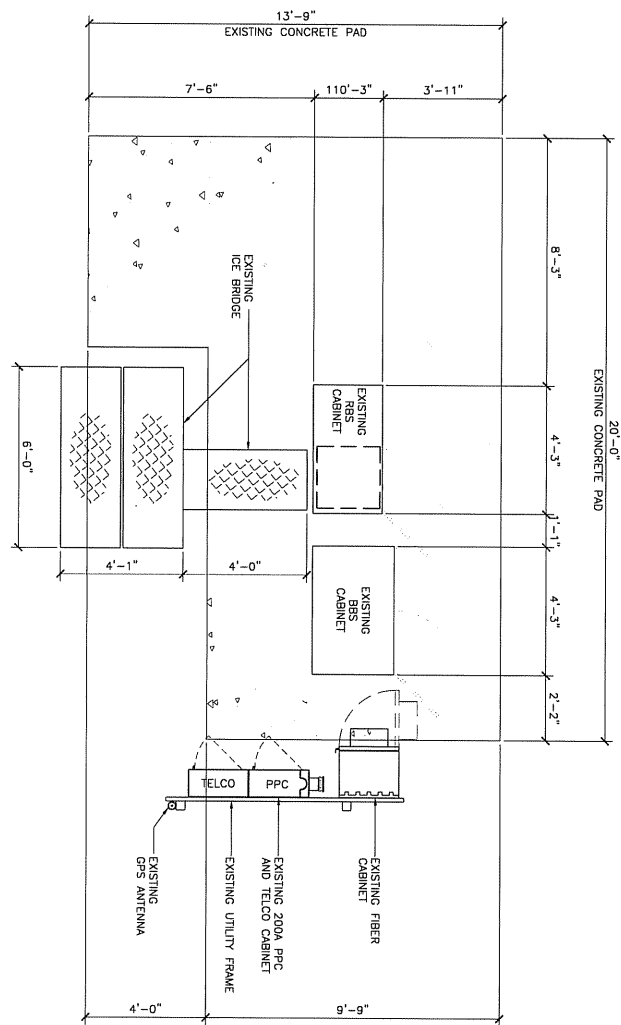 13'-9"
EXISTING CONCRETE PAD
7'-6"
110'-3"
3'-11"
20'-0"
EXISTING CONCRETE PAD
8'-3"
4'-3"
1'-1"
4'-3"
2'-2"
EXISTING
ICE BRIDGE
EXISTING
RBS
CABINET
EXISTING
BBS
CABINET
6'-0"
4'-1"
4'-0"
TELCO
PPC
EXISTING FIBER
CABINET
EXISTING 200A PPC
AND TELCO CABINET
EXISTING UTILITY FRAME
EXISTING
GPS ANTENNA
4'-0"
9'-9"